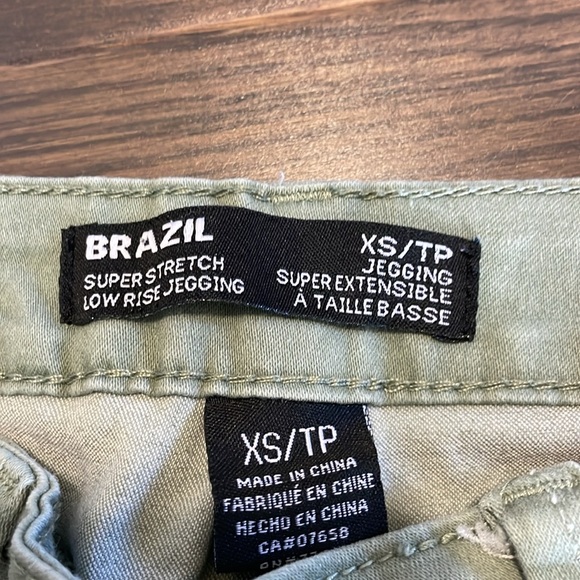 BRAZIL
SUPER STRETCH
LOW RISE JEGGING
XS/TP
JEGGING
SUPER EXTENSIBLE
À TAILLE BASSE
XS/TP
MADE IN CHINA
FABRIQUÉ EN CHINE
HECHO EN CHINA
CA#07658